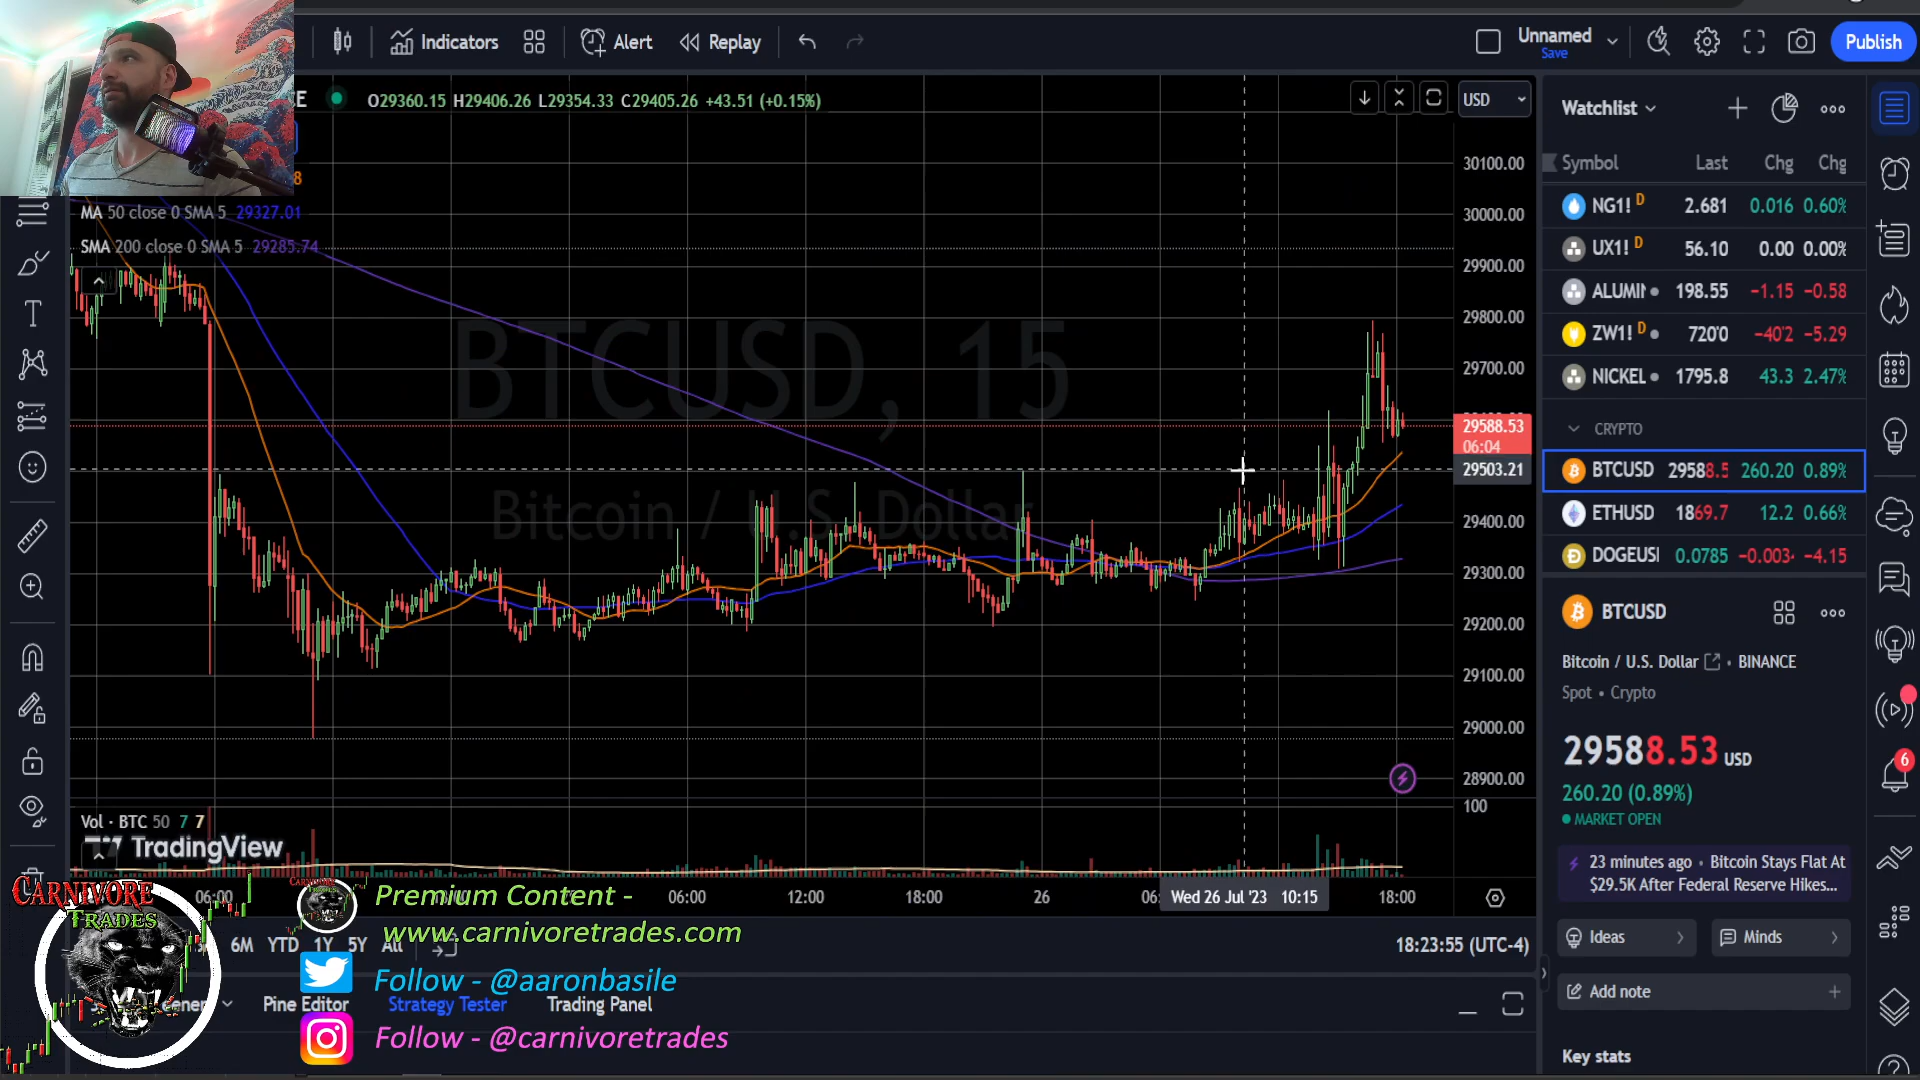 Indicators
Alert
Replay
Unnamed
Save
Publish
E
O29360.15 H29406.26 L29354.33 C29405.26 +43.51 (+0.15%)
USD
8
MA 50 close 0 SMA 5 29327.01
SMA 200 close 0 SMA 5 29285.74
BTCUSD, 15
Bitcoin / U.S. Dollar
30100.00
30000.00
29900.00
29800.00
29700.00
29588.53
06:04
29503.21
29400.00
29300.00
29200.00
29100.00
29000.00
28900.00
100
Vol · BTC 50 7 7
TradingView
06:00
06:00
12:00
18:00
26
06:
Wed 26 Jul '23 10:15
18:00
6M YTD 1Y 5Y All
18:23:55 (UTC-4)
Pine Editor
Strategy Tester
Trading Panel
CARNIVORE
TRADES
Premium Content -
www.carnivoretrades.com
Follow - @aaronbasile
Follow - @carnivoretrades
Watchlist
Symbol Last Chg Chg
NG1! D 2.681 0.016 0.60%
UX1! D 56.10 0.00 0.00%
ALUMIN 198.55 −1.15 −0.58
ZW1! D 720'0 −40'2 −5.29
NICKEL 1795.8 43.3 2.47%
CRYPTO
BTCUSD 29588.5 260.20 0.89%
ETHUSD 1869.7 12.2 0.66%
DOGEUSI 0.0785 −0.003 −4.15
BTCUSD
Bitcoin / U.S. Dollar • BINANCE
Spot • Crypto
29588.53 USD
260.20 (0.89%)
MARKET OPEN
23 minutes ago • Bitcoin Stays Flat At
$29.5K After Federal Reserve Hikes...
Ideas
Minds
Add note
Key stats
6